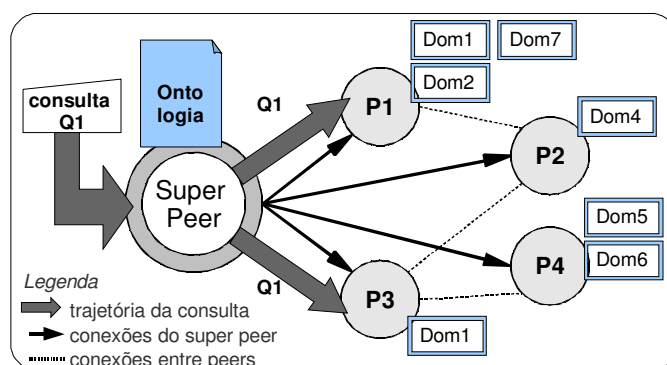 consulta
Q1
Onto
logia
Q1
P1
Dom1
Dom7
Dom2
Dom4
P2
Super
Peer
Dom5
P4
Dom6
Q1
P3
Dom1
Legenda
trajetória da consulta
conexões do super peer
conexões entre peers